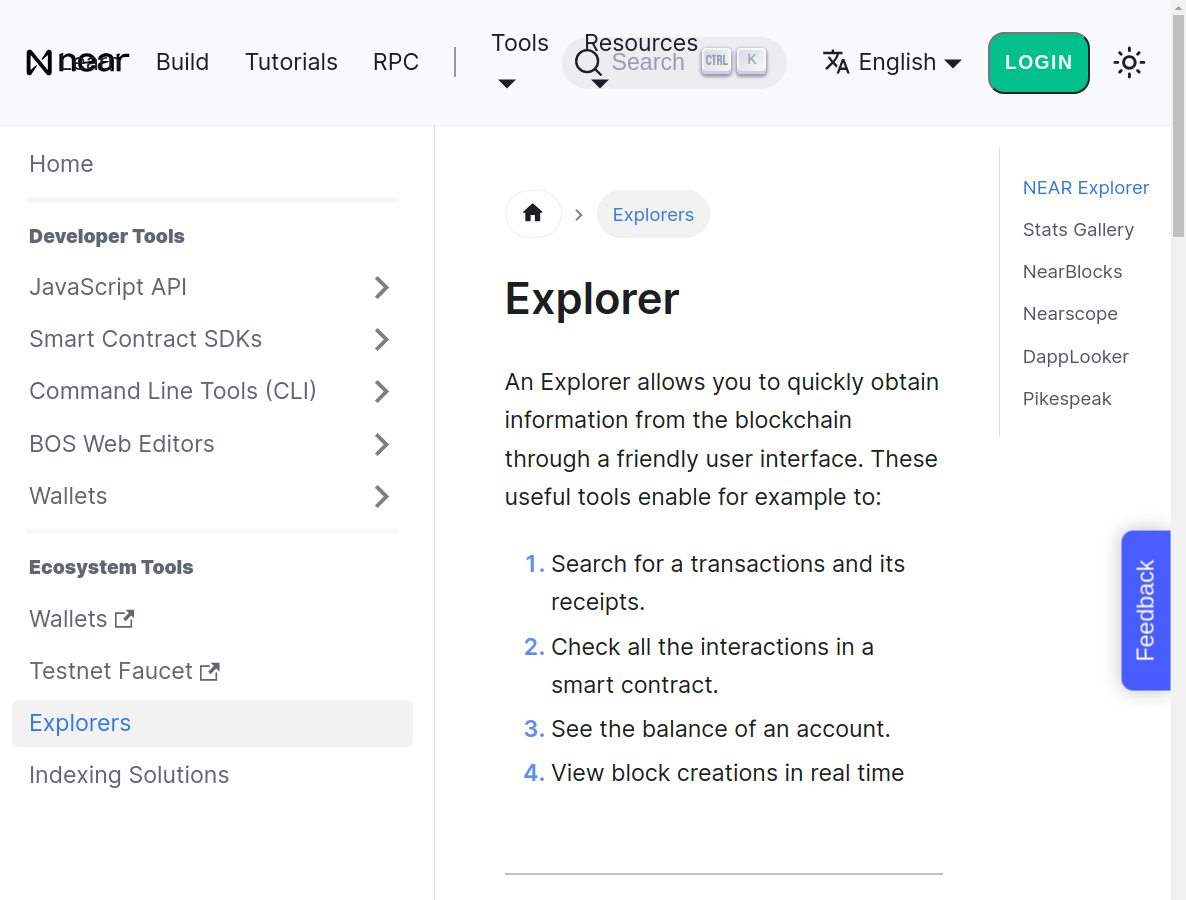 near
Learn
Build
Tutorials
RPC
Tools
Resources
Search
CTRL
K
English
LOGIN
Home
Developer Tools
JavaScript API
Smart Contract SDKs
Command Line Tools (CLI)
BOS Web Editors
Wallets
Ecosystem Tools
Wallets
Testnet Faucet
Explorers
Indexing Solutions
Explorers
Explorer
An Explorer allows you to quickly obtain
information from the blockchain
through a friendly user interface. These
useful tools enable for example to:
1. Search for a transactions and its
receipts.
2. Check all the interactions in a
smart contract.
3. See the balance of an account.
4. View block creations in real time
NEAR Explorer
Stats Gallery
NearBlocks
Nearscope
DappLooker
Pikespeak
Feedback